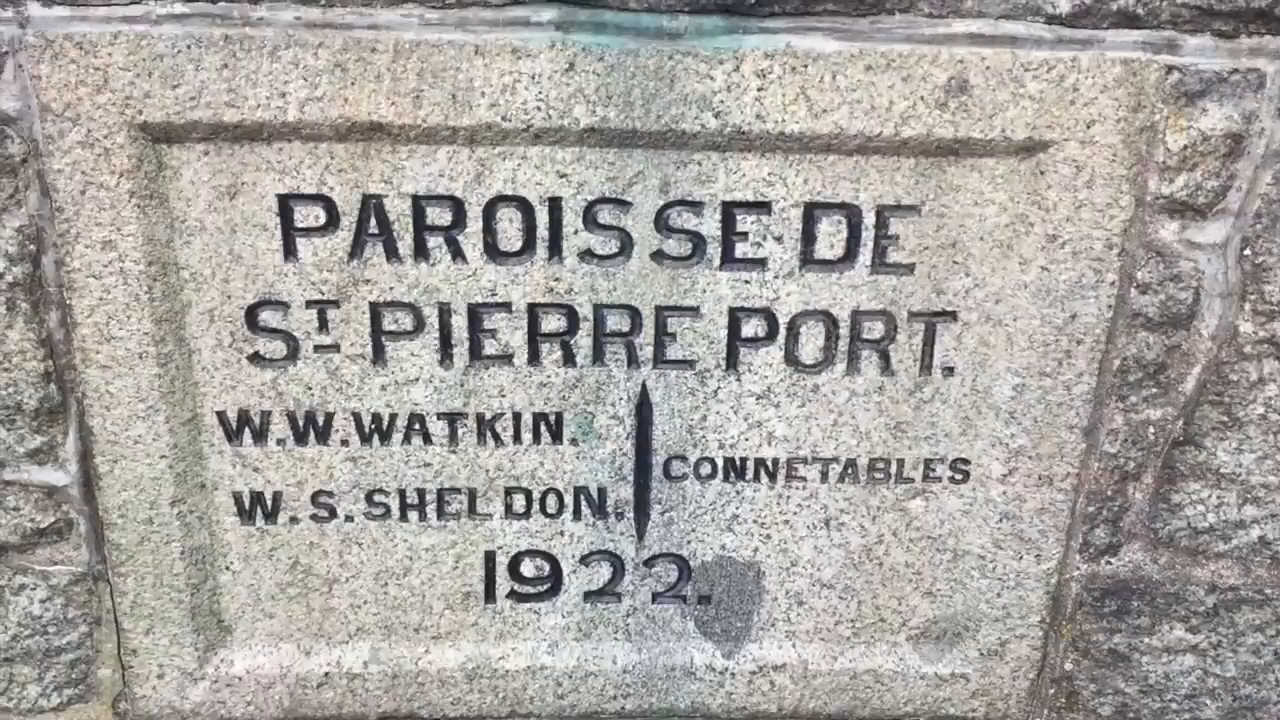 PAROISSE DE
ST PIERRE PORT.
W.W.WATKIN.
CONNETABLES
W.S.SHELDON.
1922.